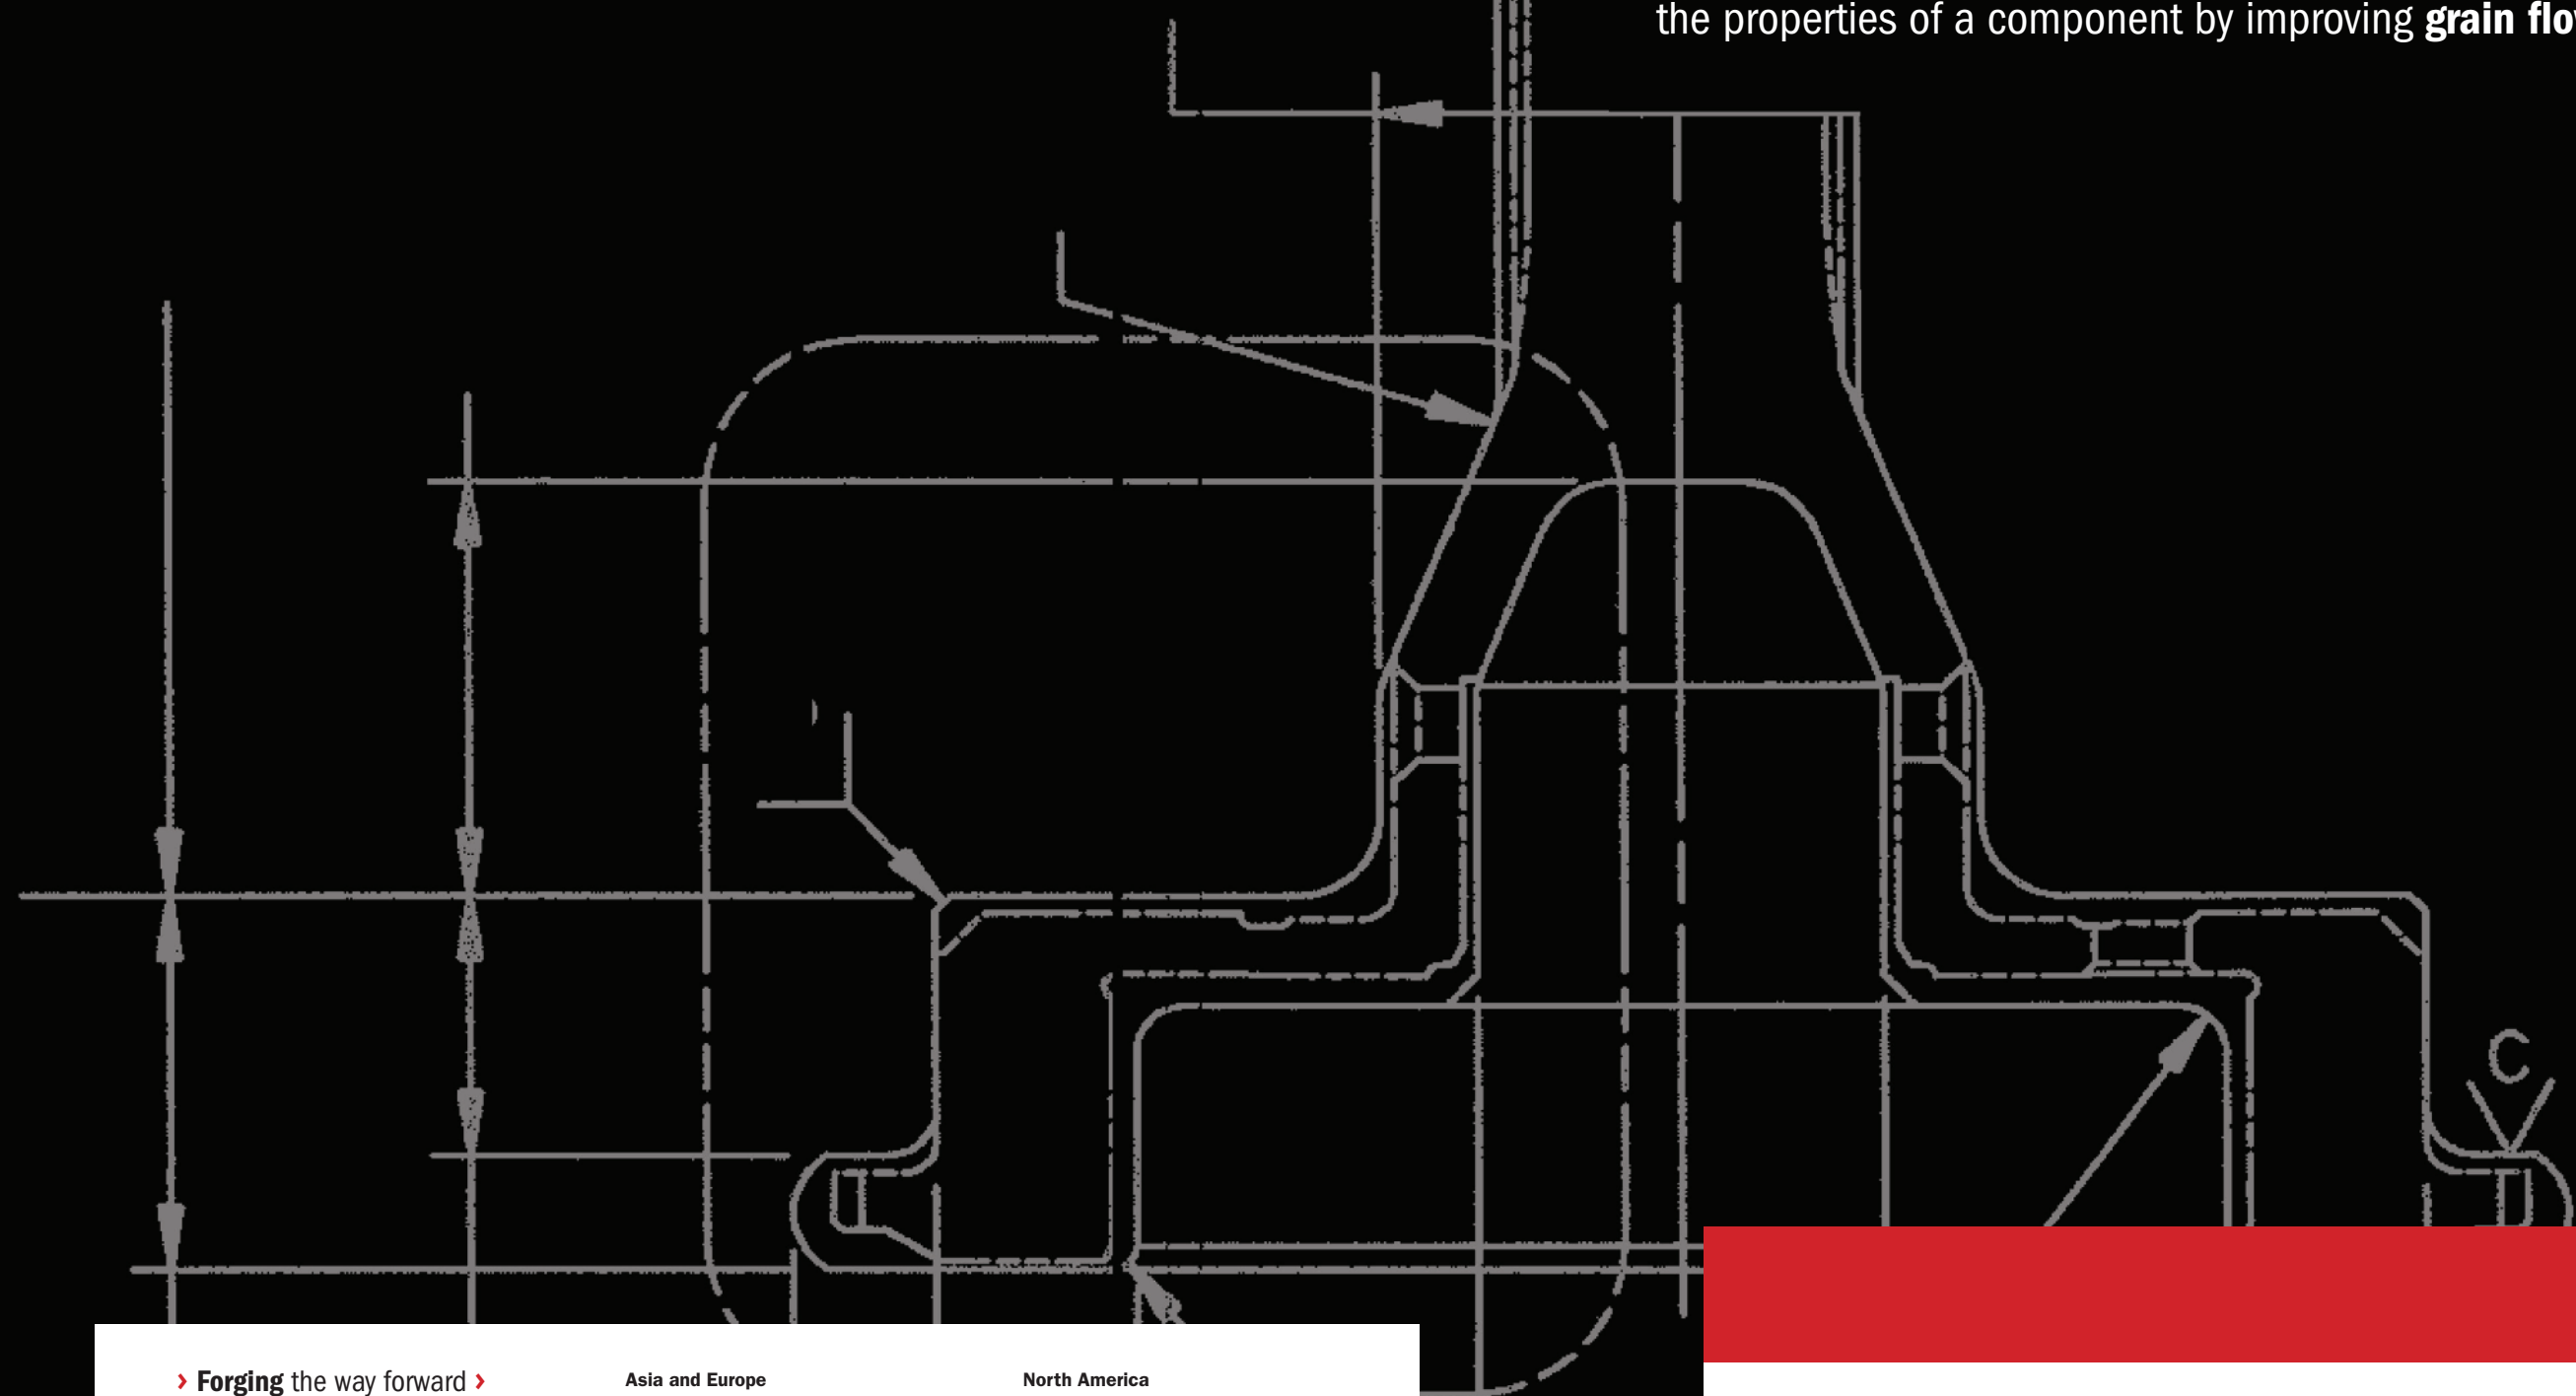 the properties of a component by improving grain flo
C
› Forging the way forward ›
Asia and Europe
North America